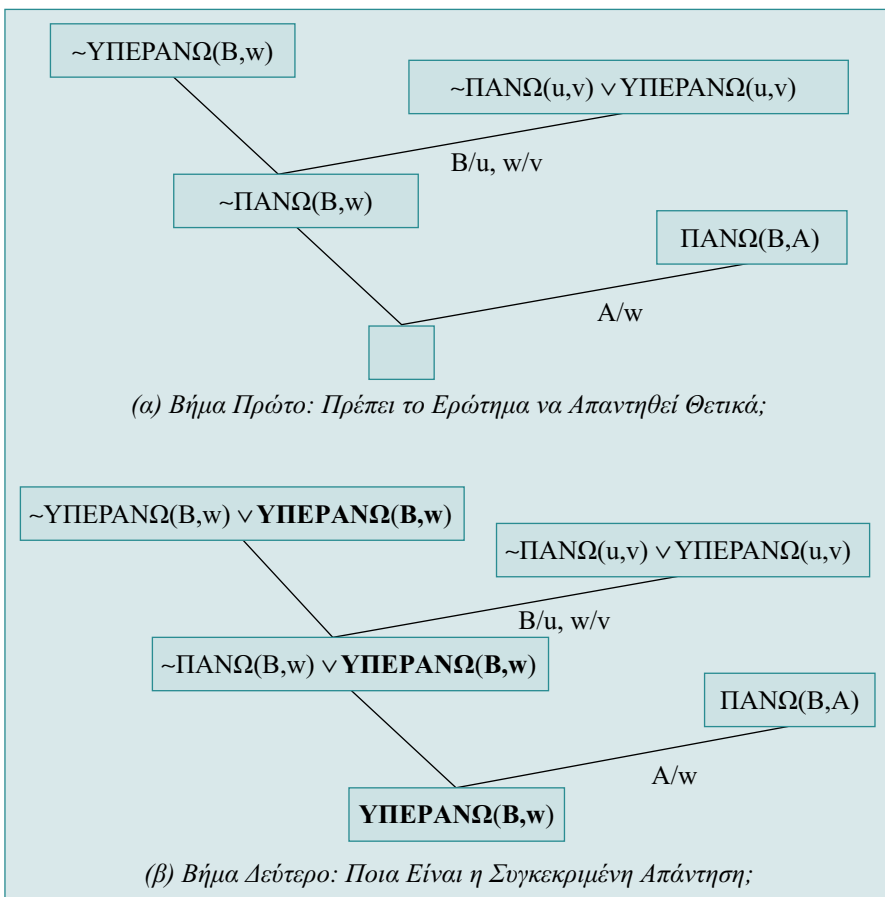 ~ΥΠΕΡΑΝΩ(Β,w)
~ΠΑΝΩ(u,v) ∨ ΥΠΕΡΑΝΩ(u,v)
B/u, w/v
~ΠΑΝΩ(Β,w)
ΠΑΝΩ(Β,Α)
A/w
(α) Βήμα Πρώτο: Πρέπει το Ερώτημα να Απαντηθεί Θετικά;
~ΥΠΕΡΑΝΩ(Β,w) ∨ ΥΠΕΡΑΝΩ(Β,w)
~ΠΑΝΩ(u,v) ∨ ΥΠΕΡΑΝΩ(u,v)
B/u, w/v
~ΠΑΝΩ(Β,w) ∨ ΥΠΕΡΑΝΩ(Β,w)
ΠΑΝΩ(Β,Α)
A/w
ΥΠΕΡΑΝΩ(Β,w)
(β) Βήμα Δεύτερο: Ποια Είναι η Συγκεκριμένη Απάντηση;